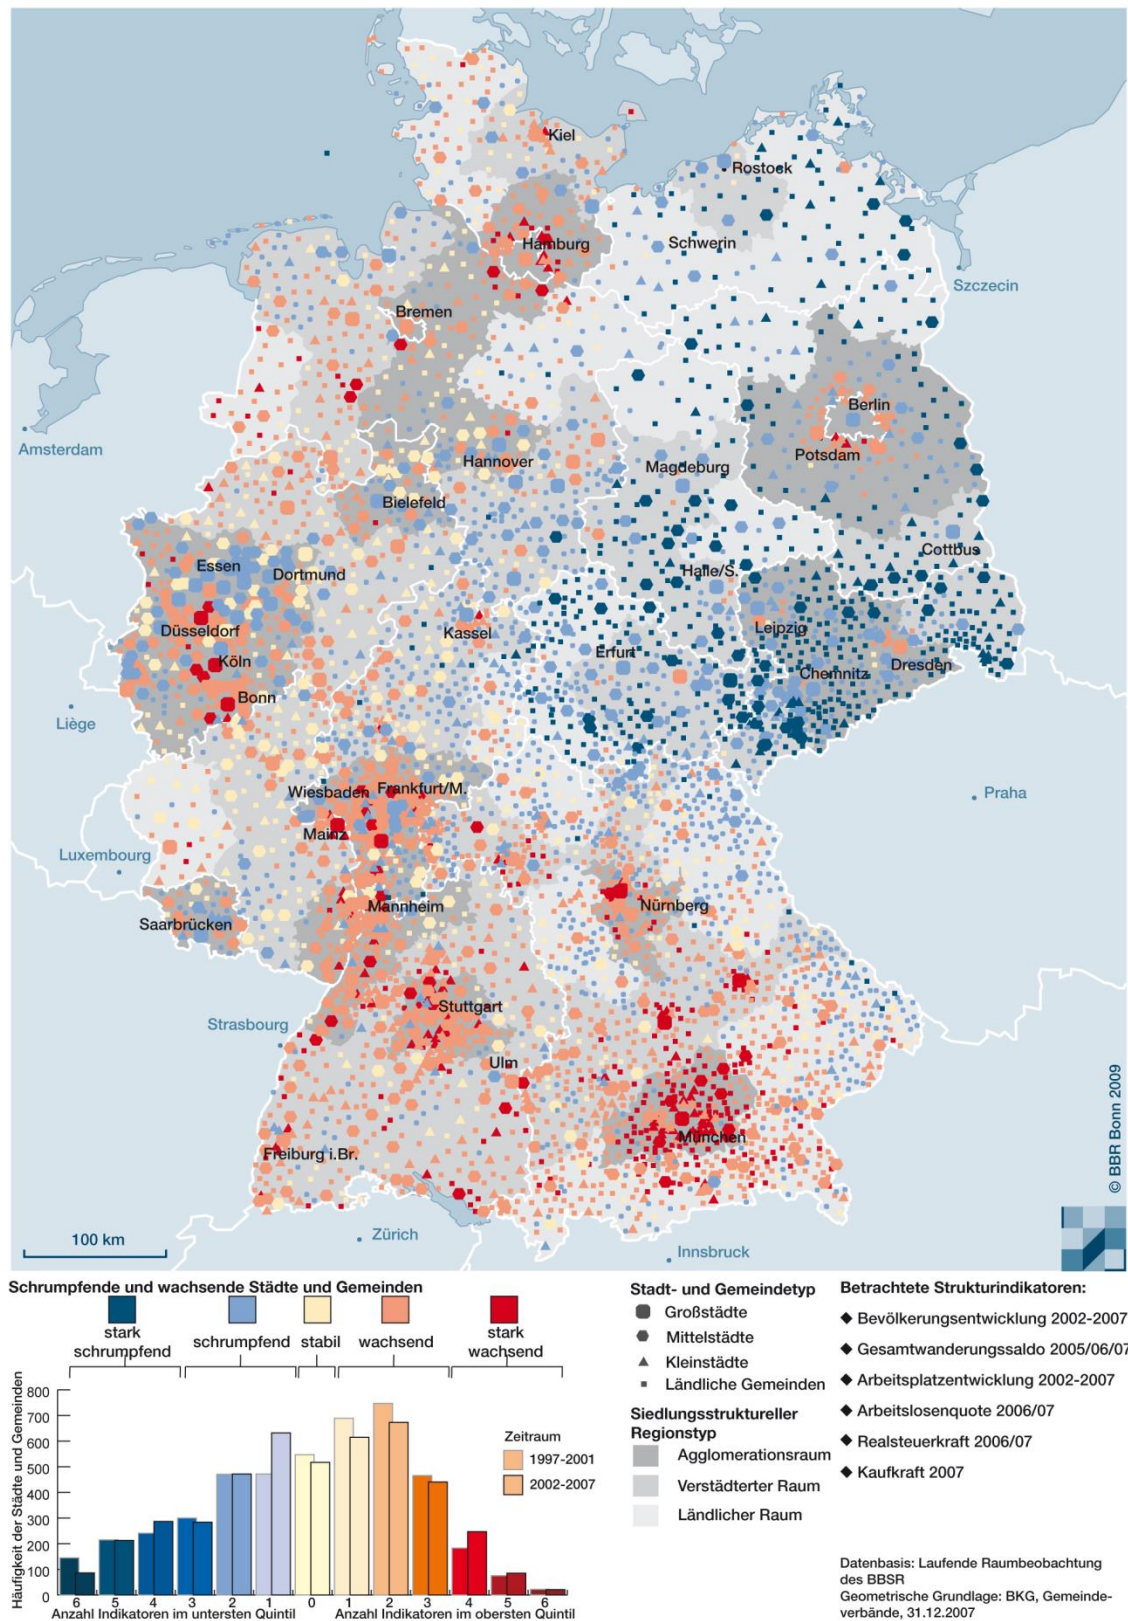 Kiel
Rostock
Hamburg
Schwerin
Szczecin
Bremen
Berlin
Amsterdam
Hannover
Magdeburg
Potsdam
Bielefeld
Cottbus
Essen
Dortmund
Halle/S.
Düsseldorf
Kassel
Leipzig
Erfurt
Köln
Dresden
Chemnitz
Bonn
Liège
Wiesbaden
Frankfurt/M.
Praha
Mainz
Luxembourg
Mannheim
Nürnberg
Saarbrücken
Stuttgart
Strasbourg
Ulm
© BBR Bonn 2009
München
Freiburg i.Br.
100 km
Zürich
Innsbruck
Schrumpfende und wachsende Städte und Gemeinden
stark
schrumpfend
schrumpfend
stabil
wachsend
stark
wachsend
Häufigkeit der Städte und Gemeinden
800
700
600
500
400
300
200
100
0
Zeitraum
1997-2001
2002-2007
6 5 4 3 2 1 0 1 2 3 4 5 6
Anzahl Indikatoren im untersten Quintil
Anzahl Indikatoren im obersten Quintil
Stadt- und Gemeindetyp
Großstädte
Mittelstädte
Kleinstädte
Ländliche Gemeinden
Siedlungsstruktureller
Regionstyp
Agglomerationsraum
Verstädterter Raum
Ländlicher Raum
Betrachtete Strukturindikatoren:
◆ Bevölkerungsentwicklung 2002-2007
◆ Gesamtwanderungssaldo 2005/06/07
◆ Arbeitsplatzentwicklung 2002-2007
◆ Arbeitslosenquote 2006/07
◆ Realsteuerkraft 2006/07
◆ Kaufkraft 2007
Datenbasis: Laufende Raumbeobachtung
des BBSR
Geometrische Grundlage: BKG, Gemeinde-
verbände, 31.12.2007